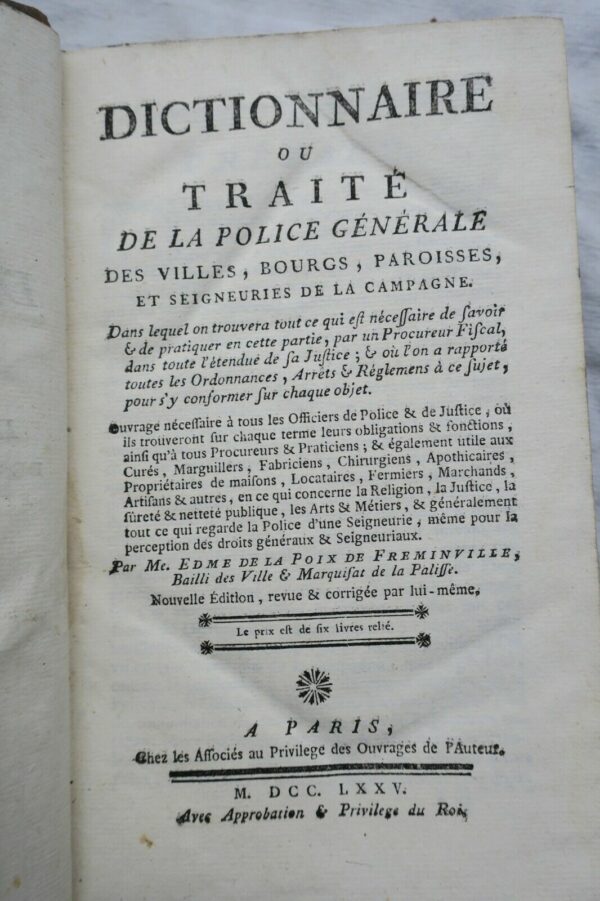 DICTIONNAIRE
OU
TRAITÉ
DE LA POLICE GÉNÉRALE
DES VILLES, BOURGS, PAROISSES,
ET SEIGNEURIES DE LA CAMPAGNE.
Dans lequel on trouvera tout ce qui eſt néceſſaire de ſavoir
& de pratiquer en cette partie, par un Procureur Fiſcal,
dans toute l'étendue de ſa Juſtice ; & où l'on a rapporté
toutes les Ordonnances, Arrêts & Réglemens à ce ſujet,
pour s'y conformer ſur chaque objet.
Ouvrage néceſſaire à tous les Officiers de Police & de Juſtice, où
ils trouveront ſur chaque terme leurs obligations & fonctions,
ainſi qu'à tous Procureurs & Praticiens ; & également utile aux
Curés, Marguillers, Fabriciens, Chirurgiens, Apothicaires,
Propriétaires de maiſons, Locataires, Fermiers, Marchands,
Artiſans & autres, en ce qui concerne la Religion, la Juſtice, la
ſûreté & netteté publique, les Arts & Métiers, & généralement
tout ce qui regarde la Police d'une Seigneurie, même pour la
perception des droits généraux & Seigneuriaux.
Par Me. EDME DE LA POIX DE FREMINVILLE,
Bailli des Ville & Marquiſat de la Paliſſe.
Nouvelle Édition, revue & corrigée par lui-même.
Le prix eſt de ſix livres relié.
A PARIS,
Chez les Aſſociés au Privilege des Ouvrages de l'Auteur.
M. DCC. LXXV.
Avec Approbation & Privilege du Roi.